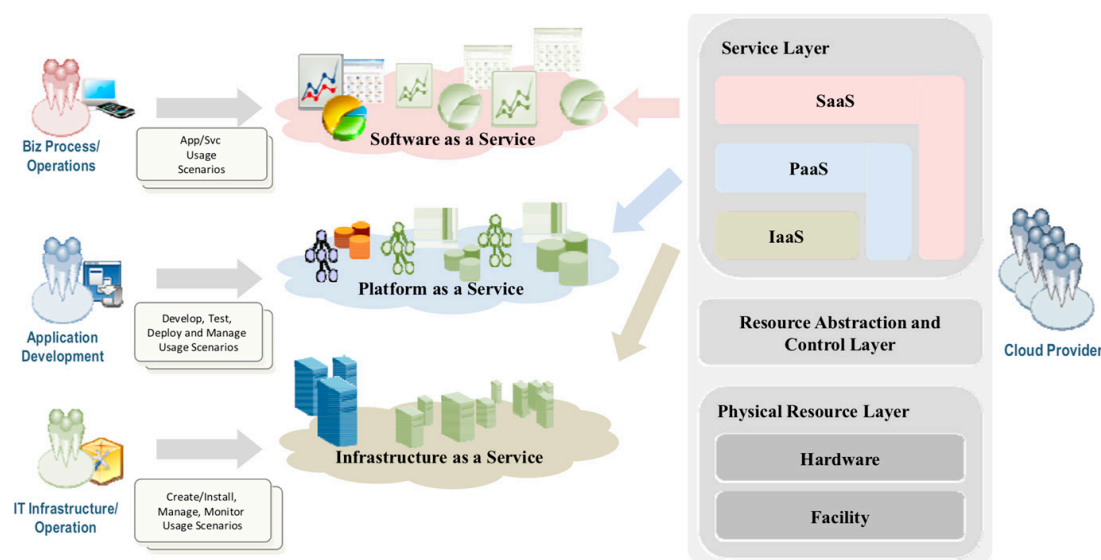 Biz Process/
Operations
App/Svc
Usage
Scenarios
Software as a Service
Application
Development
Develop, Test,
Deploy and Manage
Usage Scenarios
Platform as a Service
IT Infrastructure/
Operation
Create/Install,
Manage, Monitor
Usage Scenarios
Infrastructure as a Service
Service Layer
SaaS
PaaS
IaaS
Resource Abstraction and
Control Layer
Physical Resource Layer
Hardware
Facility
Cloud Provider